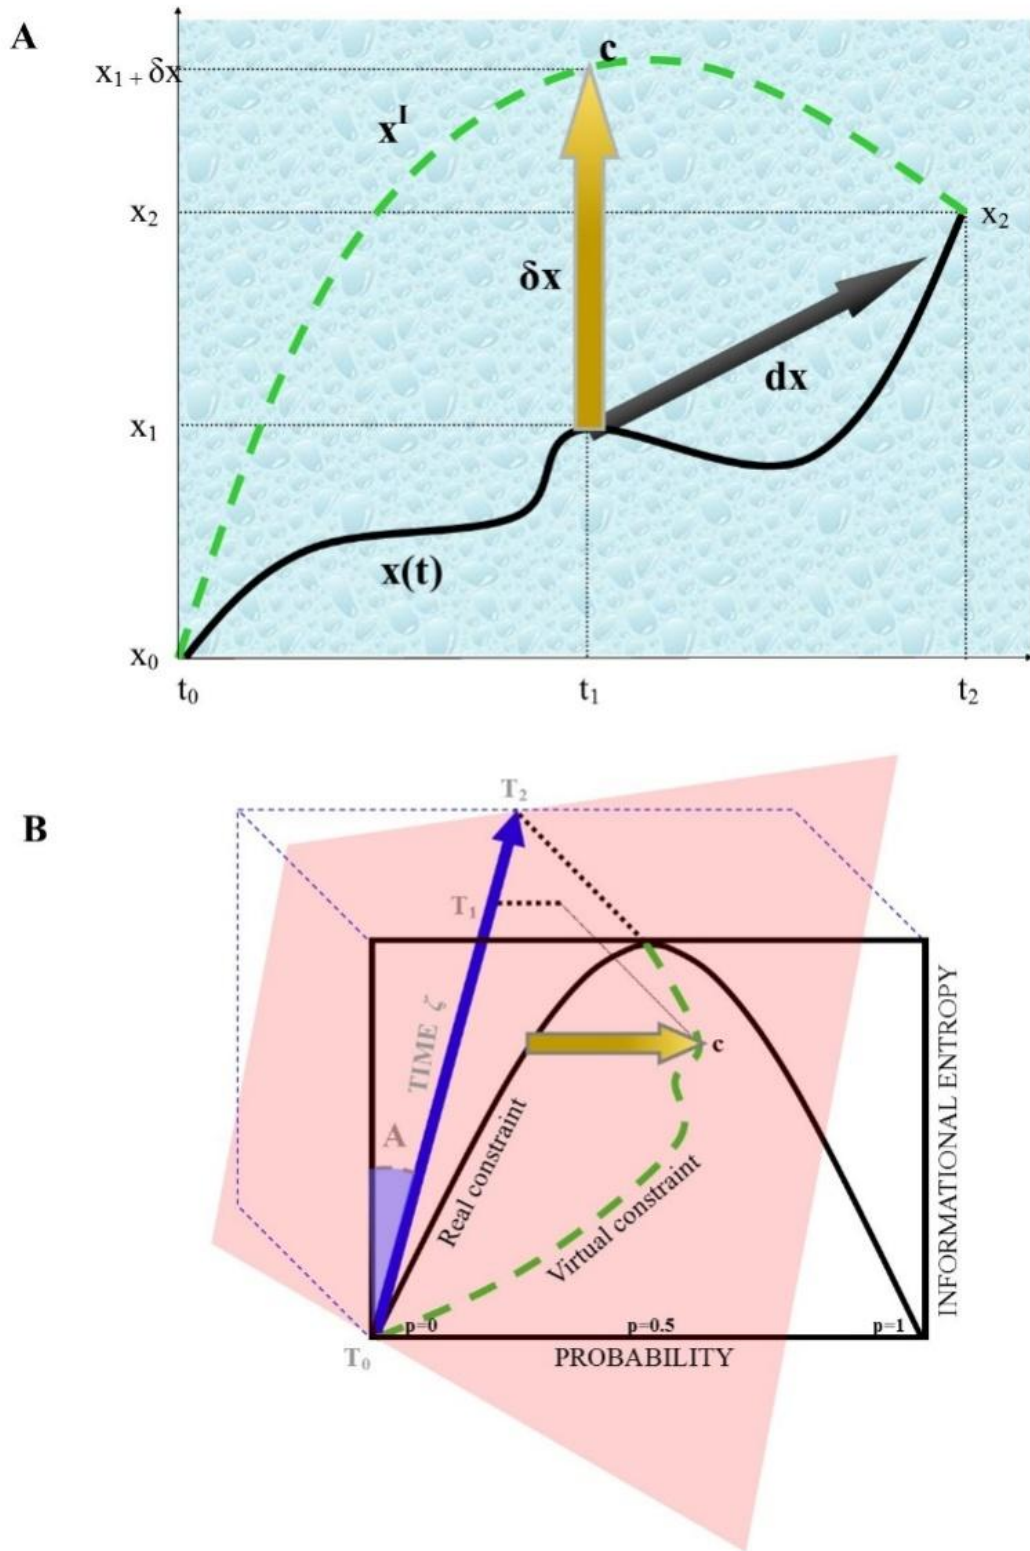 A
x₁ + δx
c
xᴵ
x₂
x₂
δx
dx
x₁
x(t)
x₀
t₀
t₁
t₂
B
T₂
T₁
TIME ζ
c
A
Real constraint
Virtual constraint
INFORMATIONAL ENTROPY
p=0
p=0.5
p=1
T₀
PROBABILITY